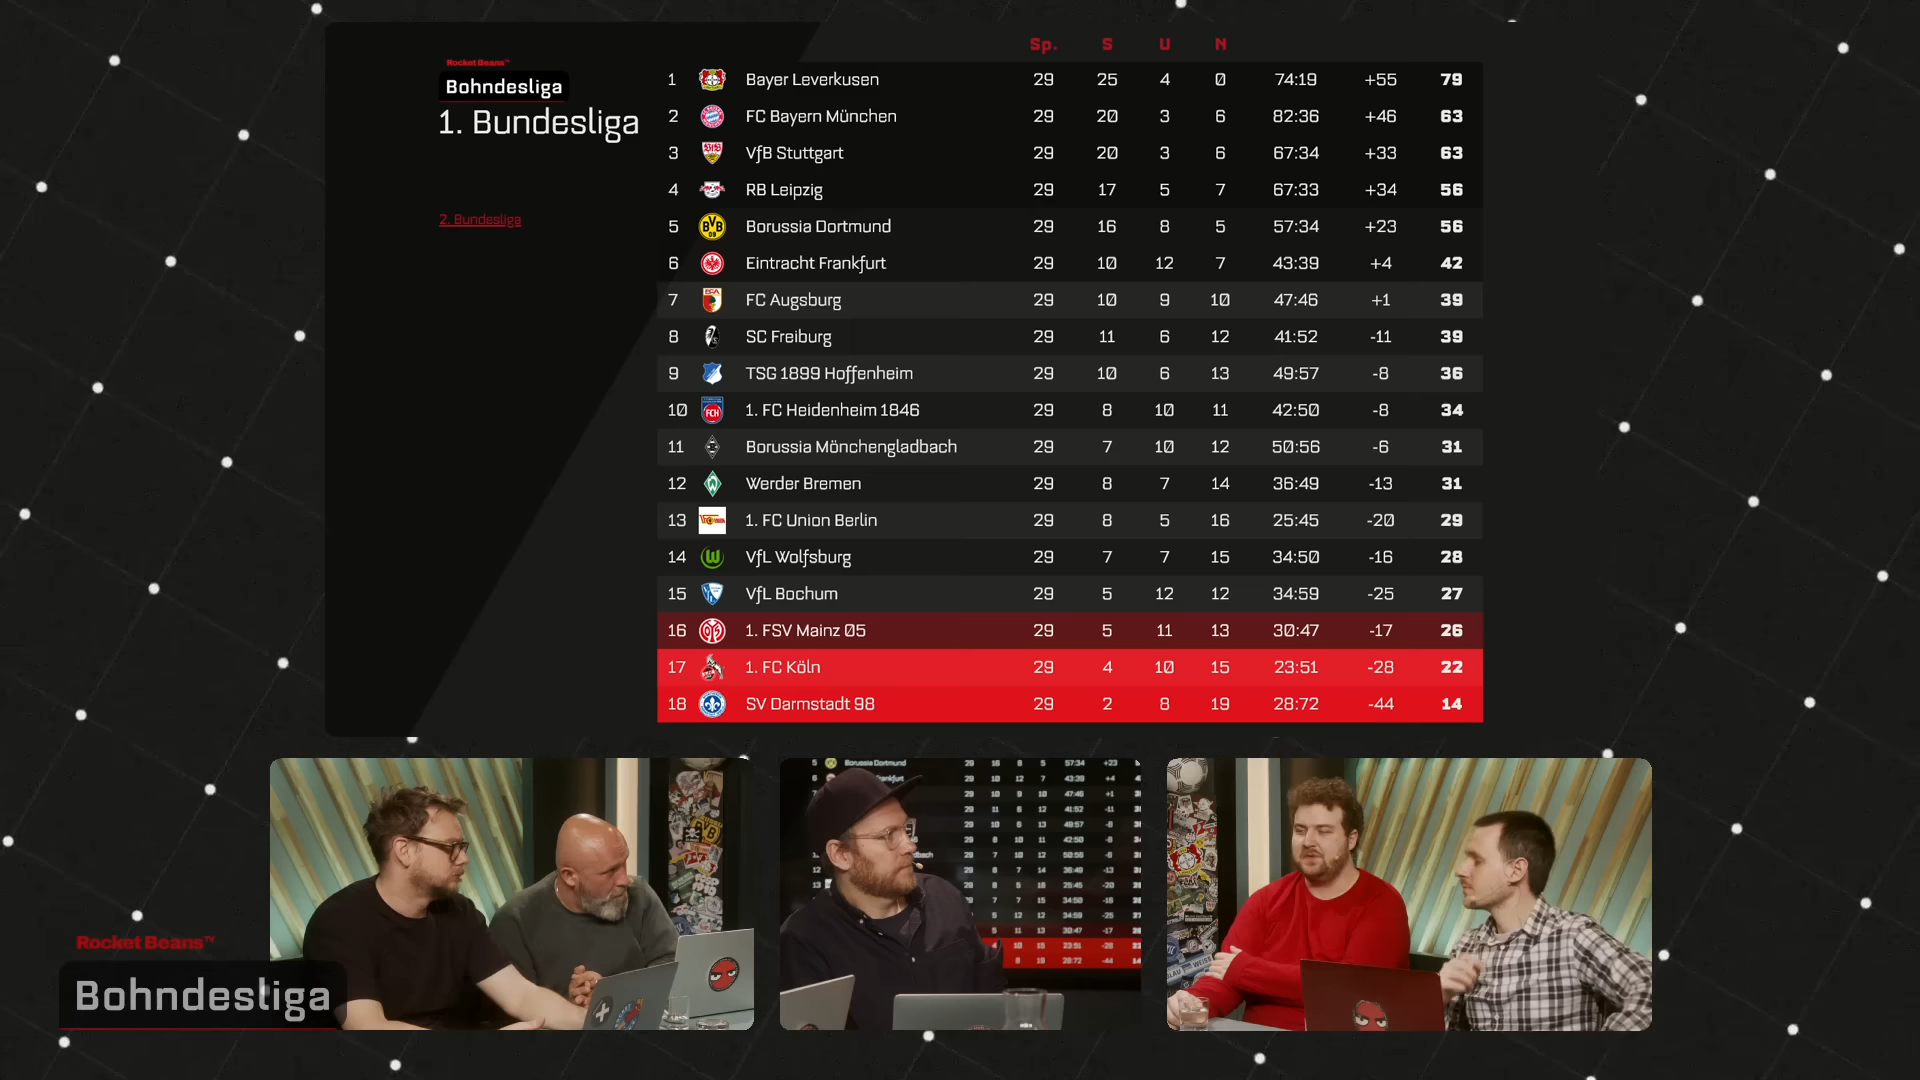 Sp. S U N
Rocket Beans TV
Bohndesliga
1. Bundesliga
2. Bundesliga
1 Bayer Leverkusen 29 25 4 0 74:19 +55 79
2 FC Bayern München 29 20 3 6 82:36 +46 63
3 VfB Stuttgart 29 20 3 6 67:34 +33 63
4 RB Leipzig 29 17 5 7 67:33 +34 56
5 Borussia Dortmund 29 16 8 5 57:34 +23 56
6 Eintracht Frankfurt 29 10 12 7 43:39 +4 42
7 FC Augsburg 29 10 9 10 47:46 +1 39
8 SC Freiburg 29 11 6 12 41:52 -11 39
9 TSG 1899 Hoffenheim 29 10 6 13 49:57 -8 36
10 1. FC Heidenheim 1846 29 8 10 11 42:50 -8 34
11 Borussia Mönchengladbach 29 7 10 12 50:56 -6 31
12 Werder Bremen 29 8 7 14 36:49 -13 31
13 1. FC Union Berlin 29 8 5 16 25:45 -20 29
14 VfL Wolfsburg 29 7 7 15 34:50 -16 28
15 VfL Bochum 29 5 12 12 34:59 -25 27
16 1. FSV Mainz 05 29 5 11 13 30:47 -17 26
17 1. FC Köln 29 4 10 15 23:51 -28 22
18 SV Darmstadt 98 29 2 8 19 28:72 -44 14
Rocket Beans TV
Bohndesliga